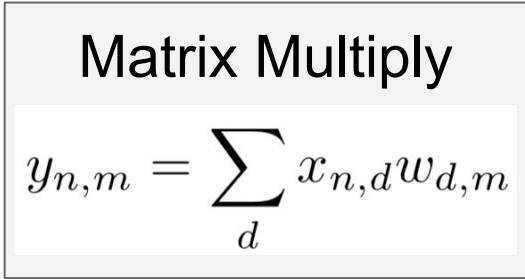 Matrix Multiply
$y_{n,m} = \sum_{d} x_{n,d} w_{d,m}$